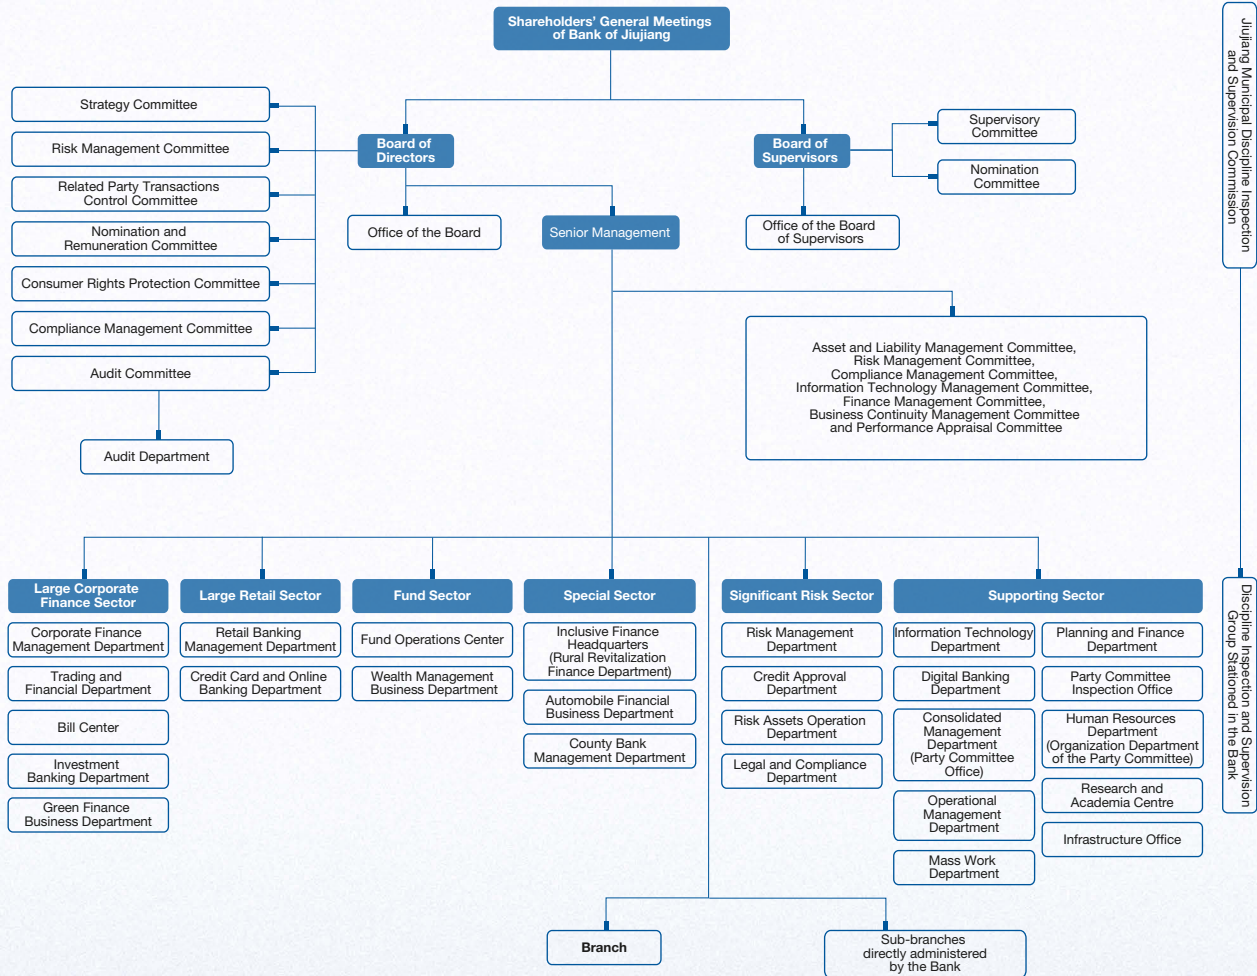 Shareholders' General Meetings
of Bank of Jiujiang
Jiujiang Municipal Discipline Inspection
and Supervision Commission
Strategy Committee
Risk Management Committee
Related Party Transactions
Control Committee
Nomination and
Remuneration Committee
Consumer Rights Protection Committee
Compliance Management Committee
Audit Committee
Audit Department
Board of
Directors
Board of
Supervisors
Supervisory
Committee
Nomination
Committee
Office of the Board
Senior Management
Office of the Board
of Supervisors
Asset and Liability Management Committee,
Risk Management Committee,
Compliance Management Committee,
Information Technology Management Committee,
Finance Management Committee,
Business Continuity Management Committee
and Performance Appraisal Committee
Large Corporate
Finance Sector
Corporate Finance
Management Department
Trading and
Financial Department
Bill Center
Investment
Banking Department
Green Finance
Business Department
Large Retail Sector
Retail Banking
Management Department
Credit Card and Online
Banking Department
Fund Sector
Fund Operations Center
Wealth Management
Business Department
Special Sector
Inclusive Finance
Headquarters
(Rural Revitalization
Finance Department)
Automobile Financial
Business Department
County Bank
Management Department
Significant Risk Sector
Risk Management
Department
Credit Approval
Department
Risk Assets Operation
Department
Legal and Compliance
Department
Supporting Sector
Information Technology
Department
Digital Banking
Department
Consolidated
Management
Department
(Party Committee
Office)
Operational
Management
Department
Mass Work
Department
Planning and Finance
Department
Party Committee
Inspection Office
Human Resources
Department
(Organization Department
of the Party Committee)
Research and
Academia Centre
Infrastructure Office
Discipline Inspection and Supervision
Group Stationed in the Bank
Branch
Sub-branches
directly administered
by the Bank